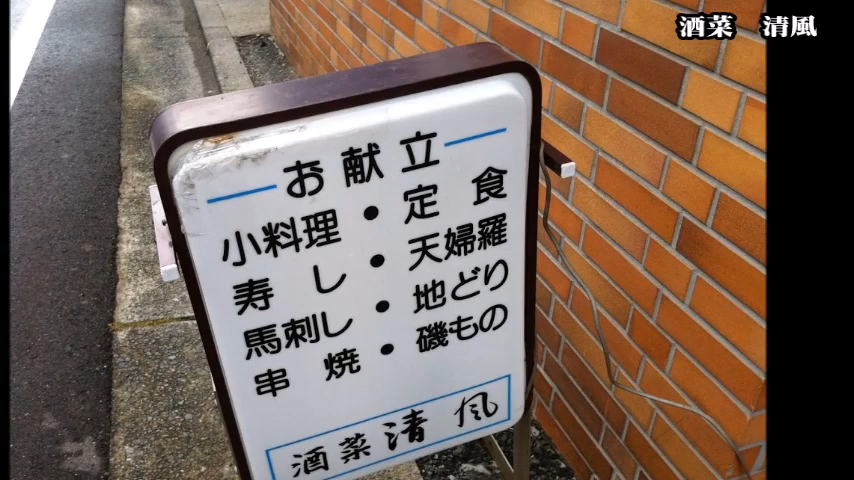 酒菜　清風
お献立
小料理・定食
寿し・天婦羅
馬刺し・地どり
串焼・磯もの
酒菜清風